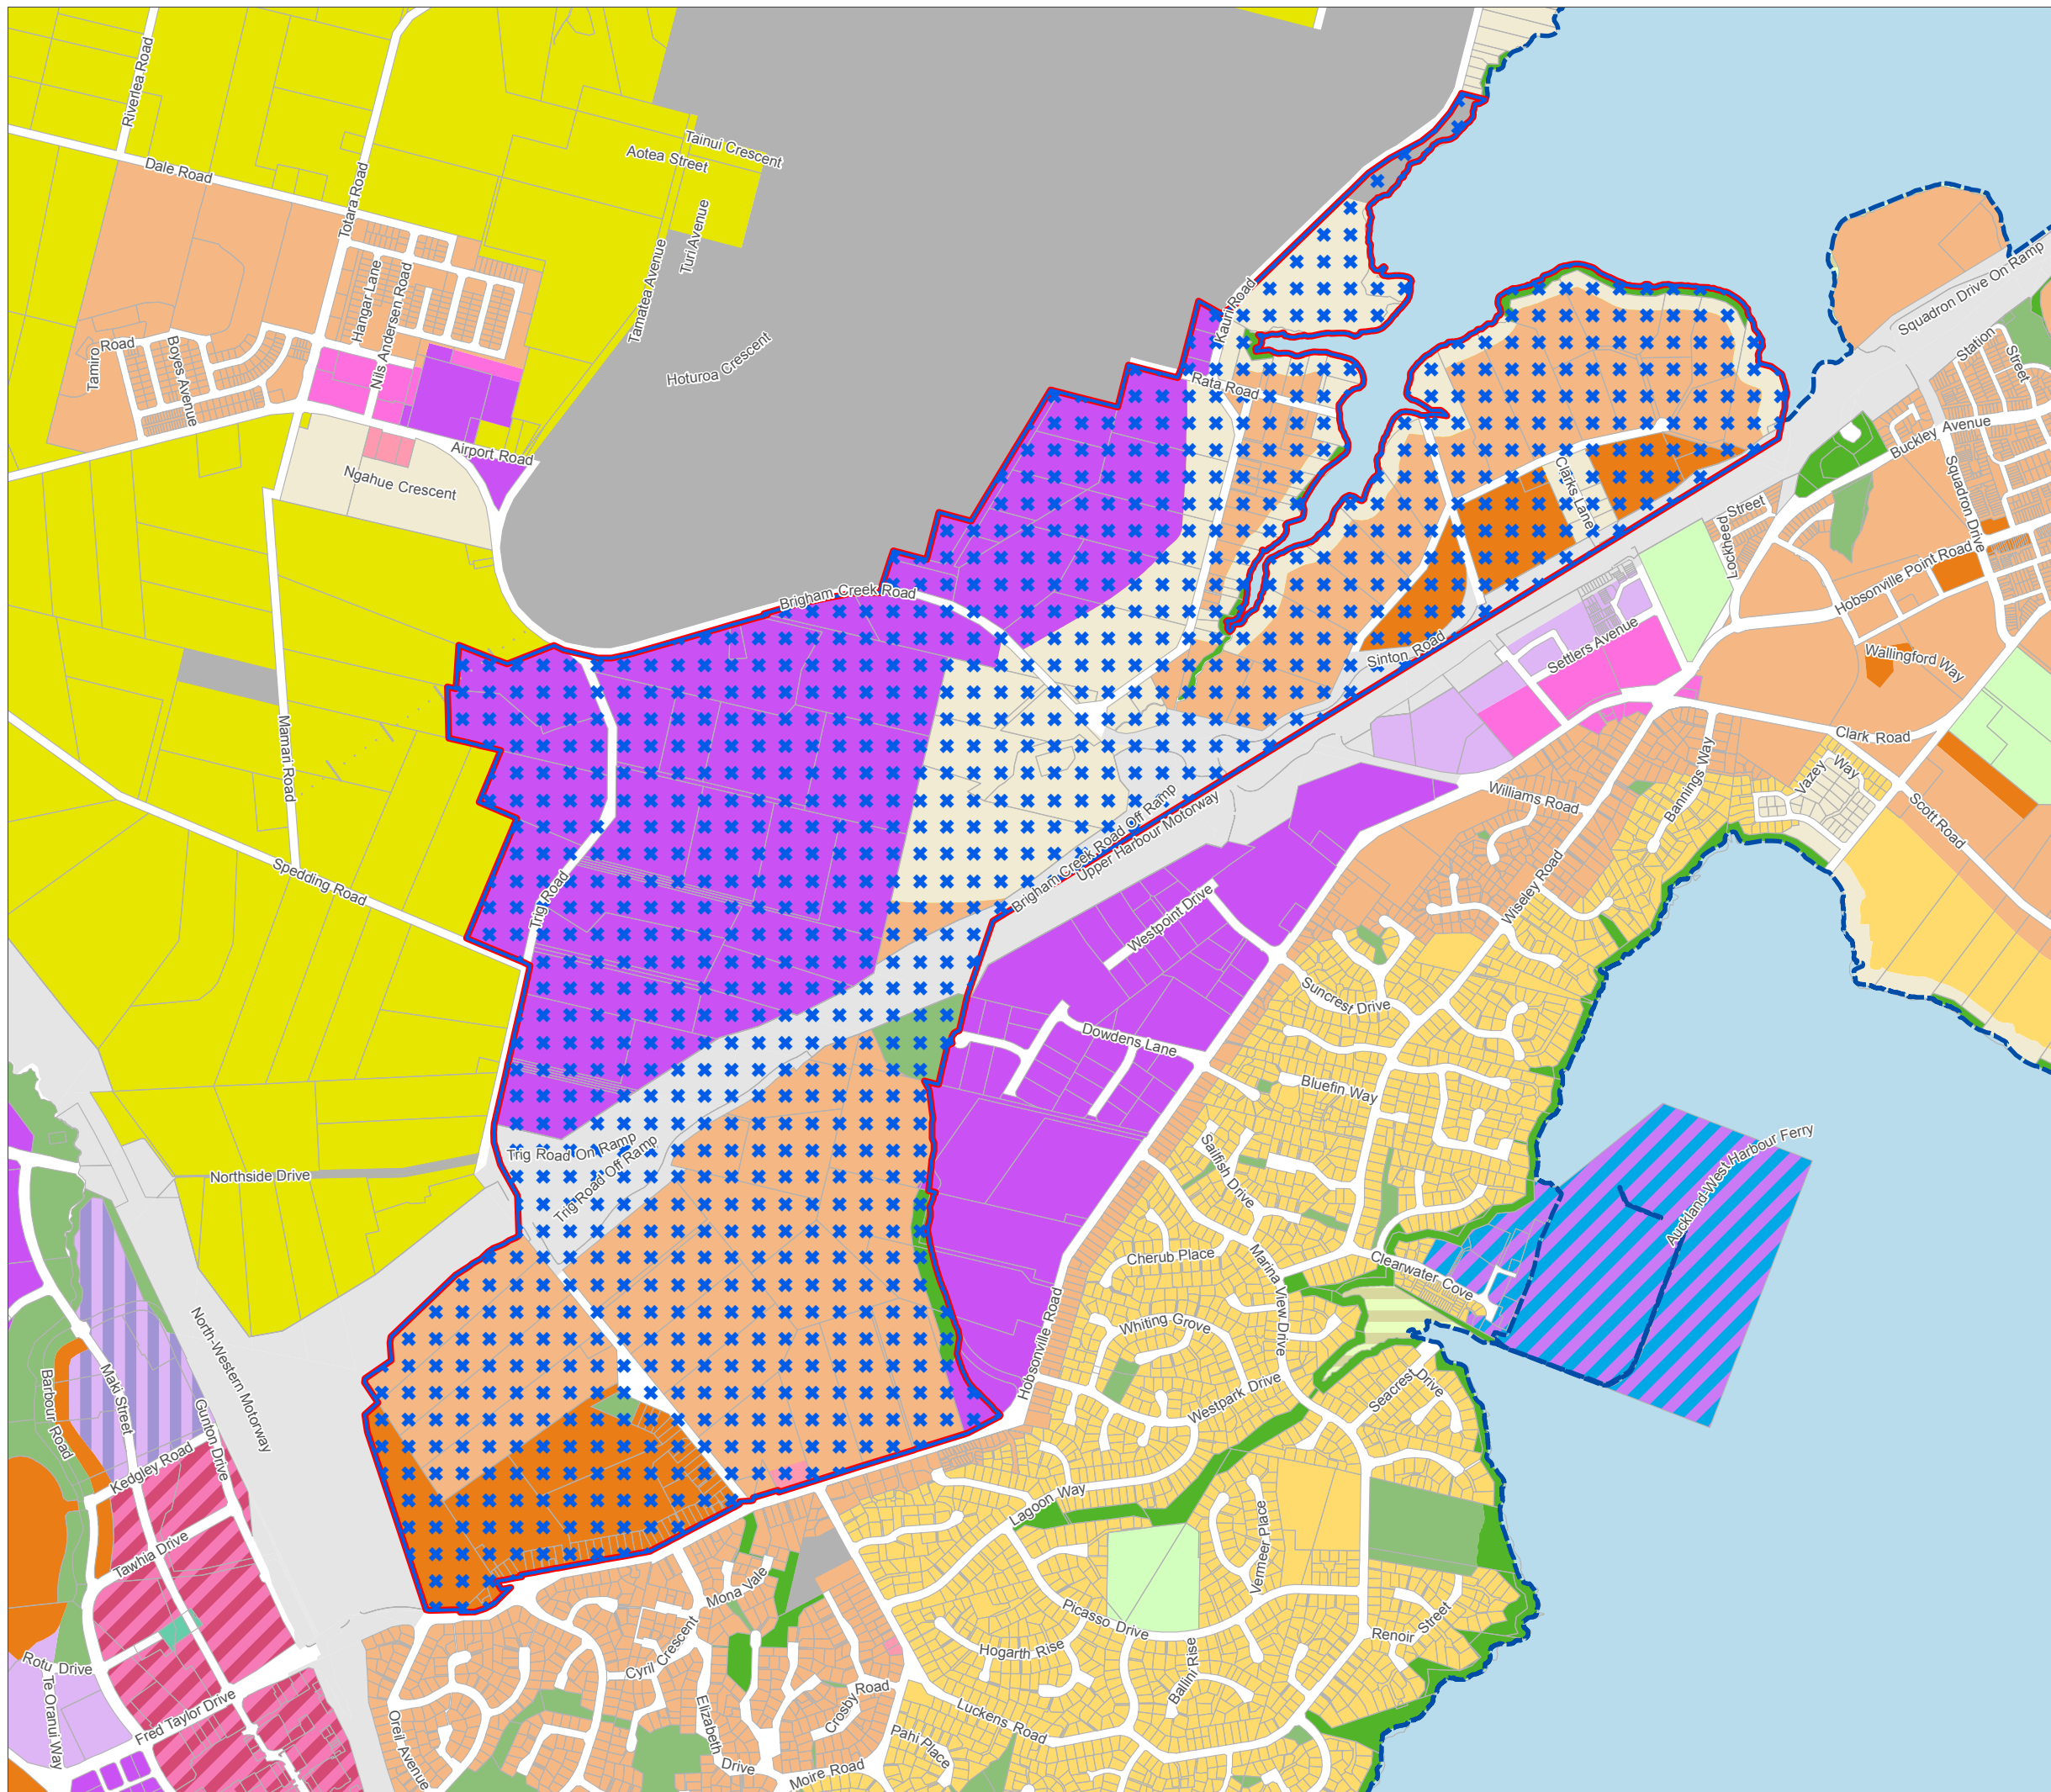 Riverlea Road
Dale Road
Totara Road
Tainui Crescent
Aotea Street
Turi Avenue
Tamatea Avenue
Hoturoa Crescent
Hangar Lane
Nils Andersen Road
Tamiro
Road
Boyes Avenue
Airport Road
Ngahue Crescent
Kauri Road
Rata Road
Squadron Drive On Ramp
Station
Street
Buckley Avenue
Squadron Drive
Clarks Lane
Street
Hobsonville Point Road
Brigham Creek Road
Sinton Road
Settlers Avenue
Wallingford Way
Clark Road
Mamari Road
Spedding Road
Trig Road
Brigham Creek Road Off Ramp
Upper Harbour Motorway
Williams Road
Bannings Way
Vazey
Way
Scott Road
Wiseley Road
Westpoint Drive
Suncrest Drive
Dowdens Lane
Bluefin Way
Trig Road On Ramp
Trig Road Off Ramp
Northside Drive
Sailfish Drive
Cherub Place
Marina View Drive
Clearwater Cove
Auckland-West Harbour Ferry
Whiting Grove
Hobsonville Road
Westpark Drive
Seacrest Drive
North-Western Motorway
Barbour Road
Maki Street
Gunton Drive
Kedgley Road
Tawhia Drive
Lagoon Way
Vermeer Place
Mona Vale
Picasso Drive
Renoir Street
Cyril Crescent
Hogarth Rise
Ballini Rise
Rotu Drive
Te Oranui Way
Fred Taylor Drive
Oreil Avenue
Elizabeth Drive
Crosby Road
Luckens Road
Pahi Place
Moire Road